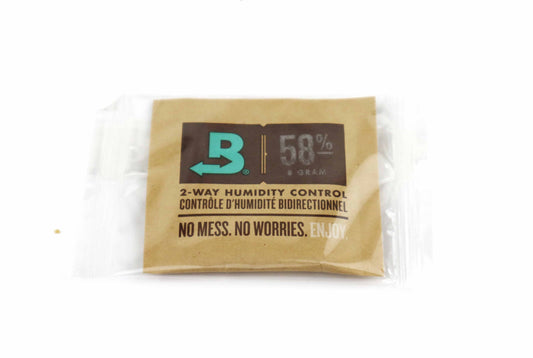 B®
58%
8 GRAM
2-WAY HUMIDITY CONTROL
CONTRÔLE D'HUMIDITÉ BIDIRECTIONNEL
NO MESS. NO WORRIES. ENJOY.